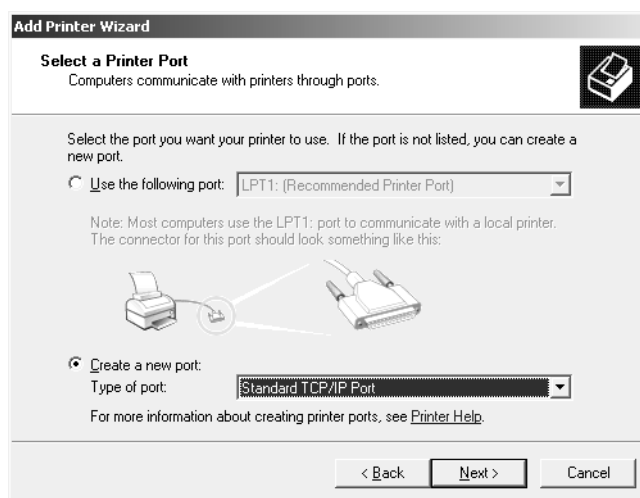 Add Printer Wizard
Select a Printer Port
Computers communicate with printers through ports.
Select the port you want your printer to use. If the port is not listed, you can create a
new port.
Use the following port: LPT1: (Recommended Printer Port)
Note: Most computers use the LPT1: port to communicate with a local printer.
The connector for this port should look something like this:
Create a new port:
Type of port: Standard TCP/IP Port
For more information about creating printer ports, see Printer Help.
< Back Next > Cancel